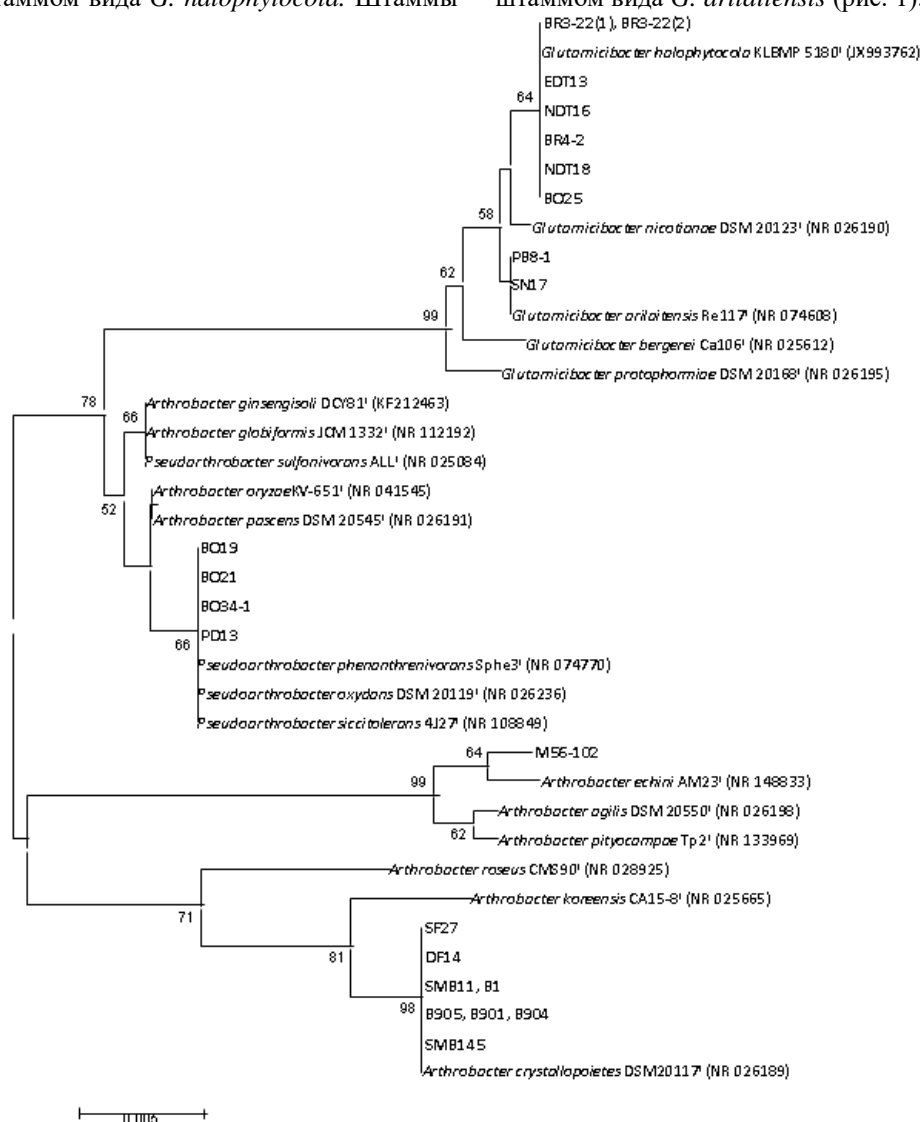 таммом вида G. halophytocola. Штаммы
штаммом вида G. arilaitensis (рис. 1).
BR3-22(1), BR3-22(2)
Glutamicibacter halophytocola KLBMP 5180ᵀ (JX993762)
EDT13
64
NDT16
BR4-2
NDT18
BO25
58
Glutamicibacter nicotianae DSM 20123ᵀ (NR 026190)
PB8-1
62
SN17
99
Glutamicibacter arilaitensis Re117ᵀ (NR 074608)
Glutamicibacter bergerei Ca106ᵀ (NR 025612)
Glutamicibacter protophormiae DSM 20168ᵀ (NR 026195)
78
Arthrobacter ginsengisoli DCY81ᵀ (KF212463)
66
Arthrobacter globiformis JCM 1332ᵀ (NR 112192)
Pseudarthrobacter sulfonivorans ALLᵀ (NR 025084)
Arthrobacter oryzae KV-651ᵀ (NR 041545)
52
Arthrobacter pascens DSM 20545ᵀ (NR 026191)
BO19
BO21
BO34-1
PD13
66
Pseudoarthrobacter phenanthrenivorans Sphe3ᵀ (NR 074770)
Pseudoarthrobacter oxydans DSM 20119ᵀ (NR 026236)
Pseudoarthrobacter siccitolerans 4J27ᵀ (NR 108849)
64
M56-102
99
Arthrobacter echini AM23ᵀ (NR 148833)
Arthrobacter agilis DSM 20550ᵀ (NR 026198)
62
Arthrobacter pityocampae Tp2ᵀ (NR 133969)
Arthrobacter roseus CMS90ᵀ (NR 028925)
71
Arthrobacter koreensis CA15-8ᵀ (NR 025665)
SF27
81
DF14
SMB11, B1
98
B905, B901, B904
SMB145
Arthrobacter crystallopoietes DSM20117ᵀ (NR 026189)
0.005